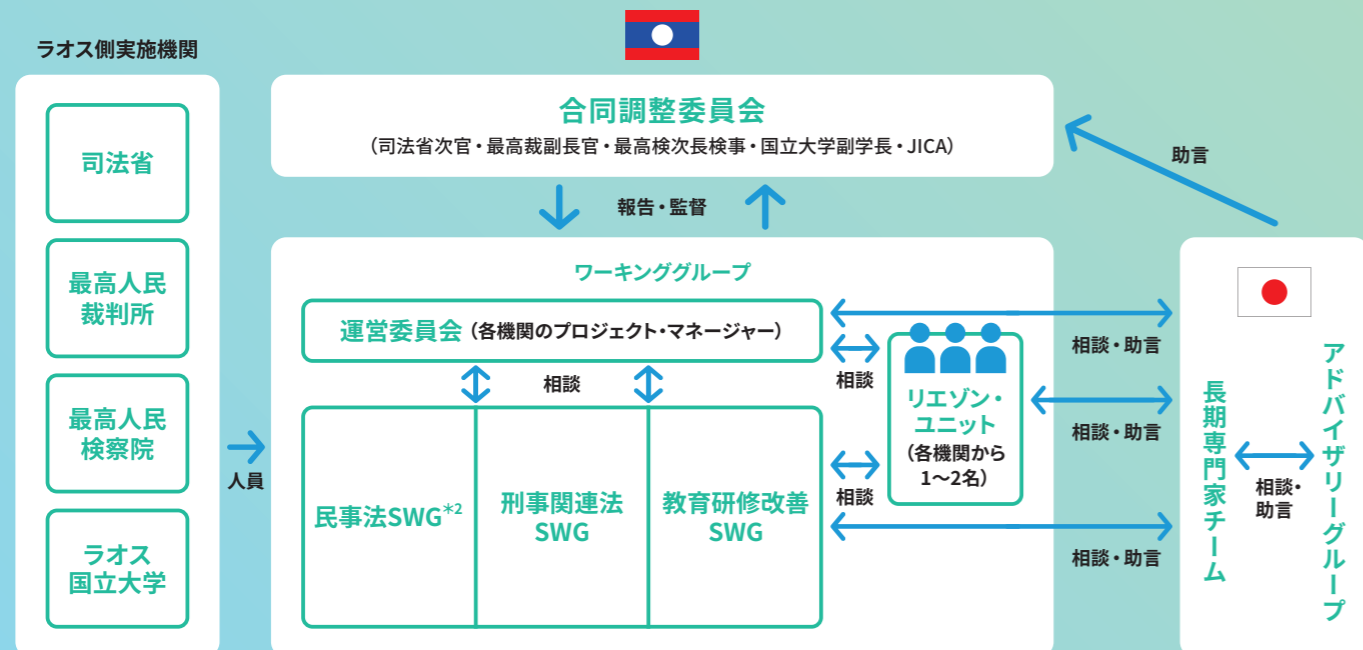 ラオス側実施機関
司法省
最高人民
裁判所
最高人民
検察院
ラオス
国立大学
人員
合同調整委員会
（司法省次官・最高裁副長官・最高検次長検事・国立大学副学長・JICA）
報告・監督
助言
ワーキンググループ
運営委員会（各機関のプロジェクト・マネージャー）
相談
民事法SWG＊2
刑事関連法
SWG
教育研修改善
SWG
相談
相談
リエゾン・
ユニット
（各機関から
1〜2名）
相談・助言
相談・助言
相談・助言
長期専門家チーム
相談・
助言
アドバイザリーグループ